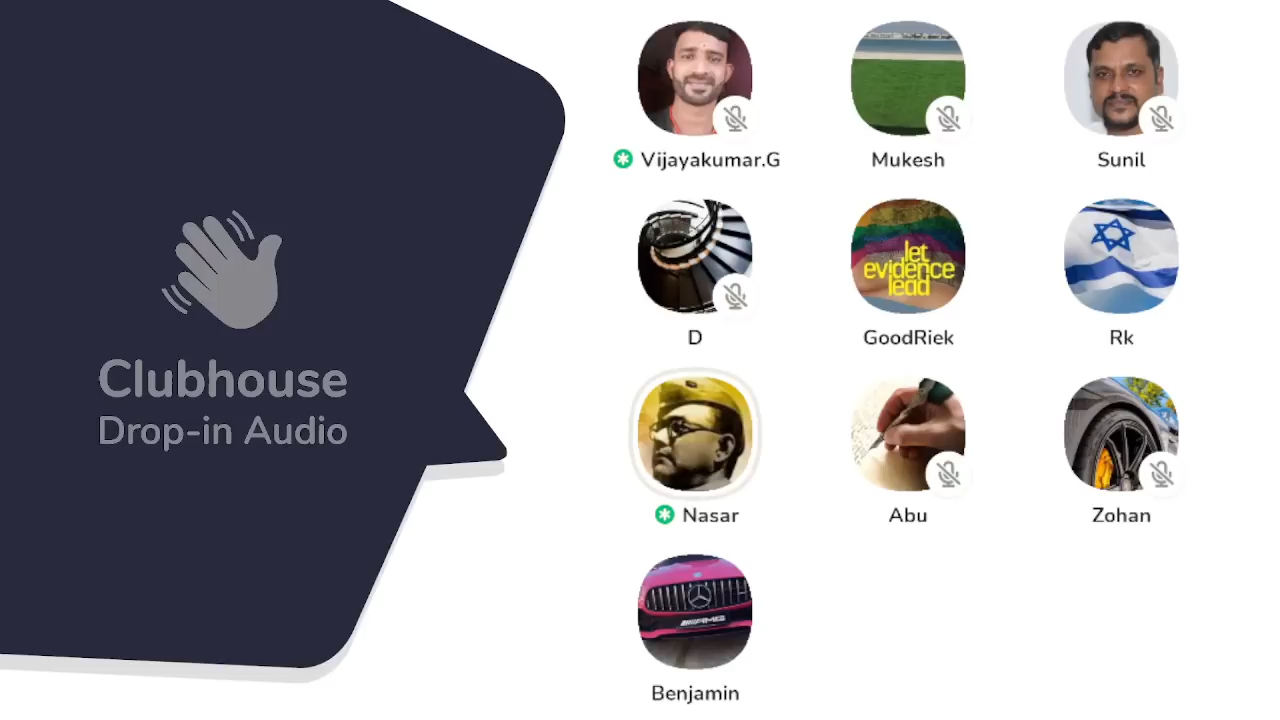 Clubhouse
Drop-in Audio
Vijayakumar.G
Mukesh
Sunil
D
let
evidence
lead
GoodRiek
Rk
Nasar
Abu
Zohan
AMG
Benjamin